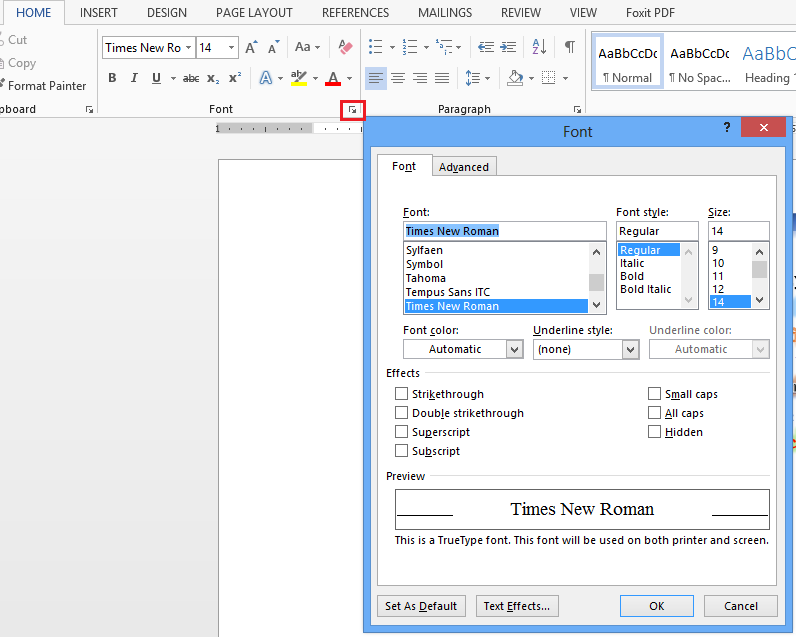 HOME INSERT DESIGN PAGE LAYOUT REFERENCES MAILINGS REVIEW VIEW Foxit PDF
Cut
Copy
Format Painter
pboard
Times New Ro 14 A A Aa
B I U abc x₂ x² A ab A
Font
A Z ¶
Paragraph
AaBbCcDc AaBbCcDc AaBbC
¶ Normal ¶ No Spac... Heading
1
Font ? ×
Font Advanced
Font: Font style: Size:
Times New Roman Regular 14
Sylfaen Regular 9
Symbol Italic 10
Tahoma Bold 11
Tempus Sans ITC Bold Italic 12
Times New Roman 14
Font color: Underline style: Underline color:
Automatic (none) Automatic
Effects
Strikethrough Small caps
Double strikethrough All caps
Superscript Hidden
Subscript
Preview
Times New Roman
This is a TrueType font. This font will be used on both printer and screen.
Set As Default Text Effects... OK Cancel